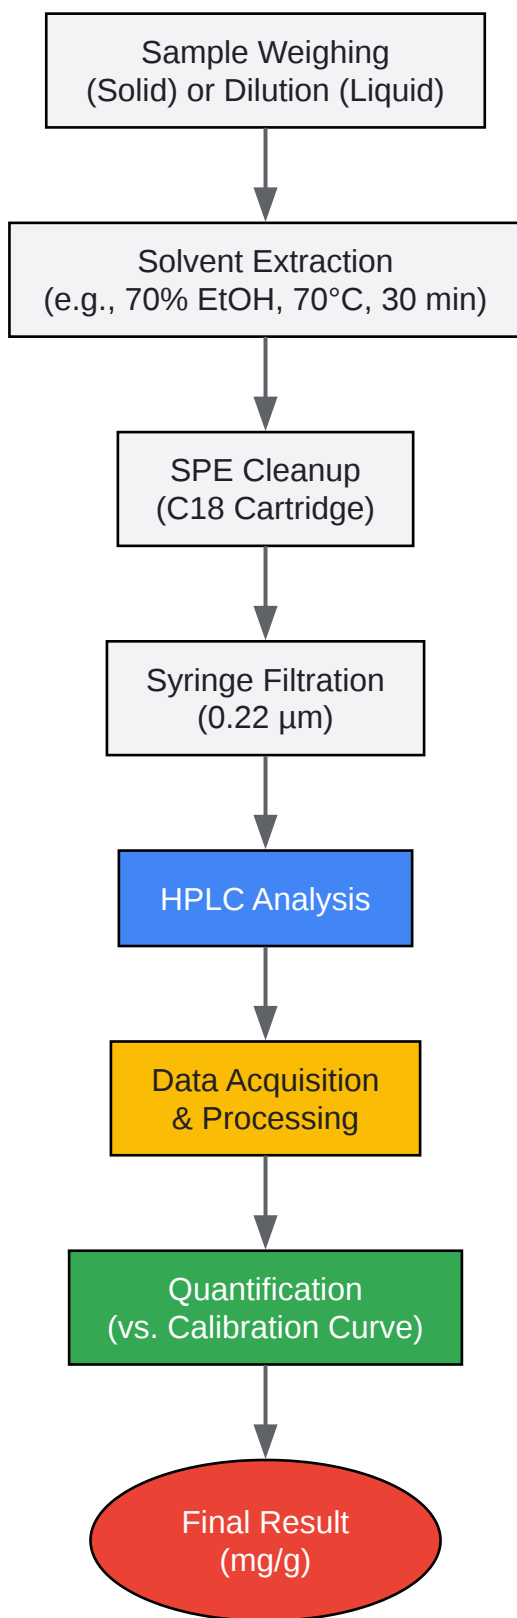 Sample Weighing
(Solid) or Dilution (Liquid)
Solvent Extraction
(e.g., 70% EtOH, 70°C, 30 min)
SPE Cleanup
(C18 Cartridge)
Syringe Filtration
(0.22 µm)
HPLC Analysis
Data Acquisition
& Processing
Quantification
(vs. Calibration Curve)
Final Result
(mg/g)